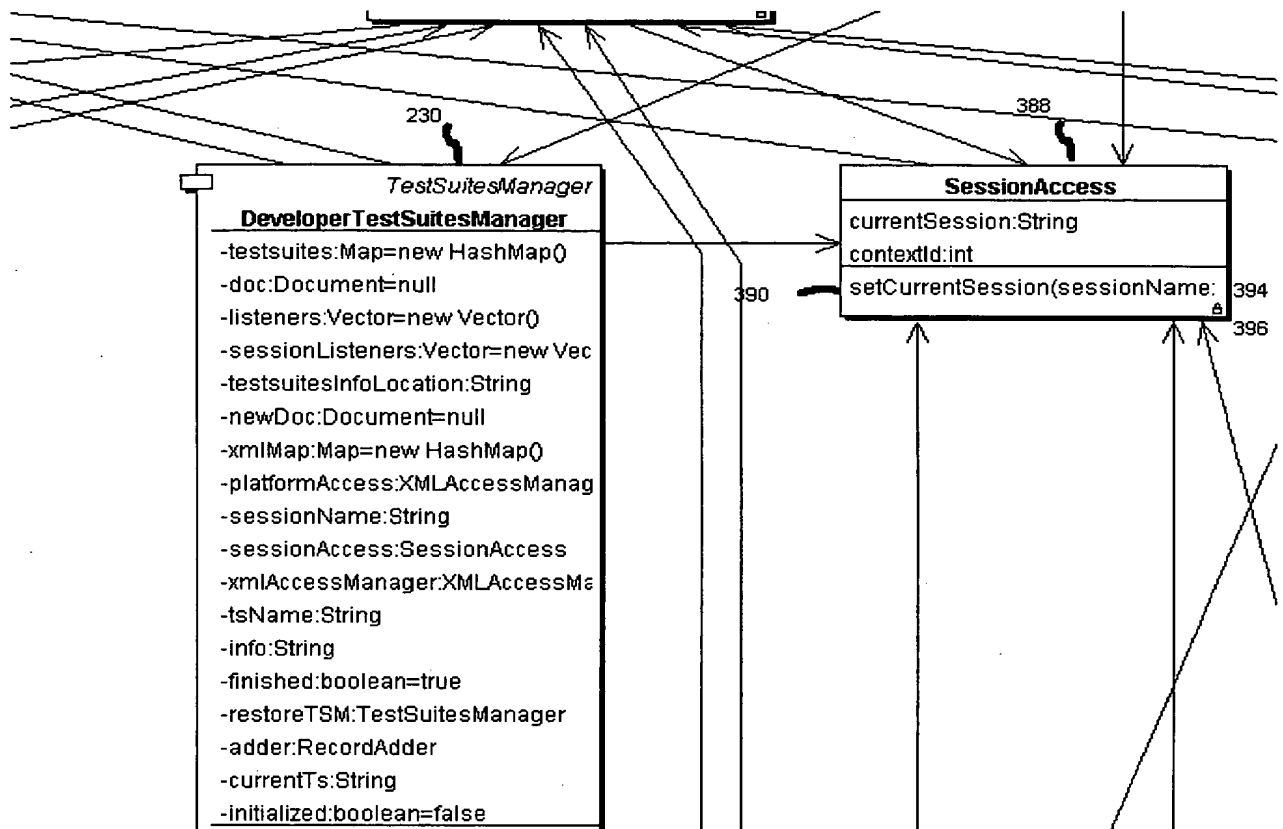 230
388
TestSuitesManager
DeveloperTestSuitesManager
-testsuites:Map=new HashMap()
-doc:Document=null
-listeners:Vector=new Vector()
-sessionListeners:Vector=new Vec
-testsuitesInfoLocation:String
-newDoc:Document=null
-xmlMap:Map=new HashMap()
-platformAccess:XMLAccessManag
-sessionName:String
-sessionAccess:SessionAccess
-xmlAccessManager:XMLAccessMa
-tsName:String
-info:String
-finished:boolean=true
-restoreTSM:TestSuitesManager
-adder:RecordAdder
-currentTs:String
-initialized:boolean=false
SessionAccess
currentSession:String
contextId:int
390
setCurrentSession(sessionName:
394
396